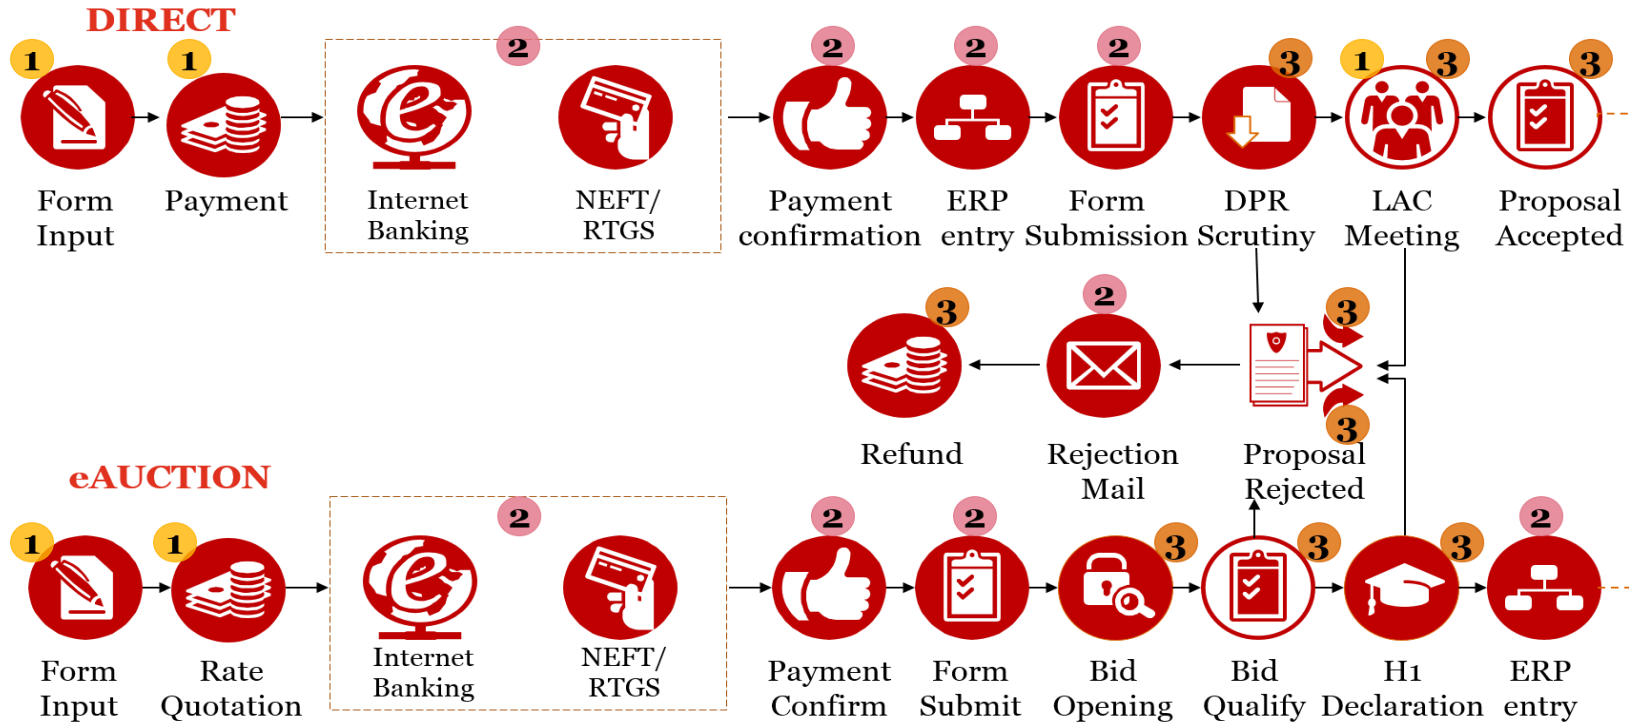 DIRECT
1
1
2
2
2
2
3
1
3
3
Form
Input
Payment
Internet
Banking
NEFT/
RTGS
Payment
confirmation
ERP
entry
Form
Submission
DPR
Scrutiny
LAC
Meeting
Proposal
Accepted
3
2
3
3
Refund
Rejection
Mail
Proposal
Rejected
eAUCTION
1
1
2
2
2
3
3
3
2
Form
Input
Rate
Quotation
Internet
Banking
NEFT/
RTGS
Payment
Confirm
Form
Submit
Bid
Opening
Bid
Qualify
H1
Declaration
ERP
entry